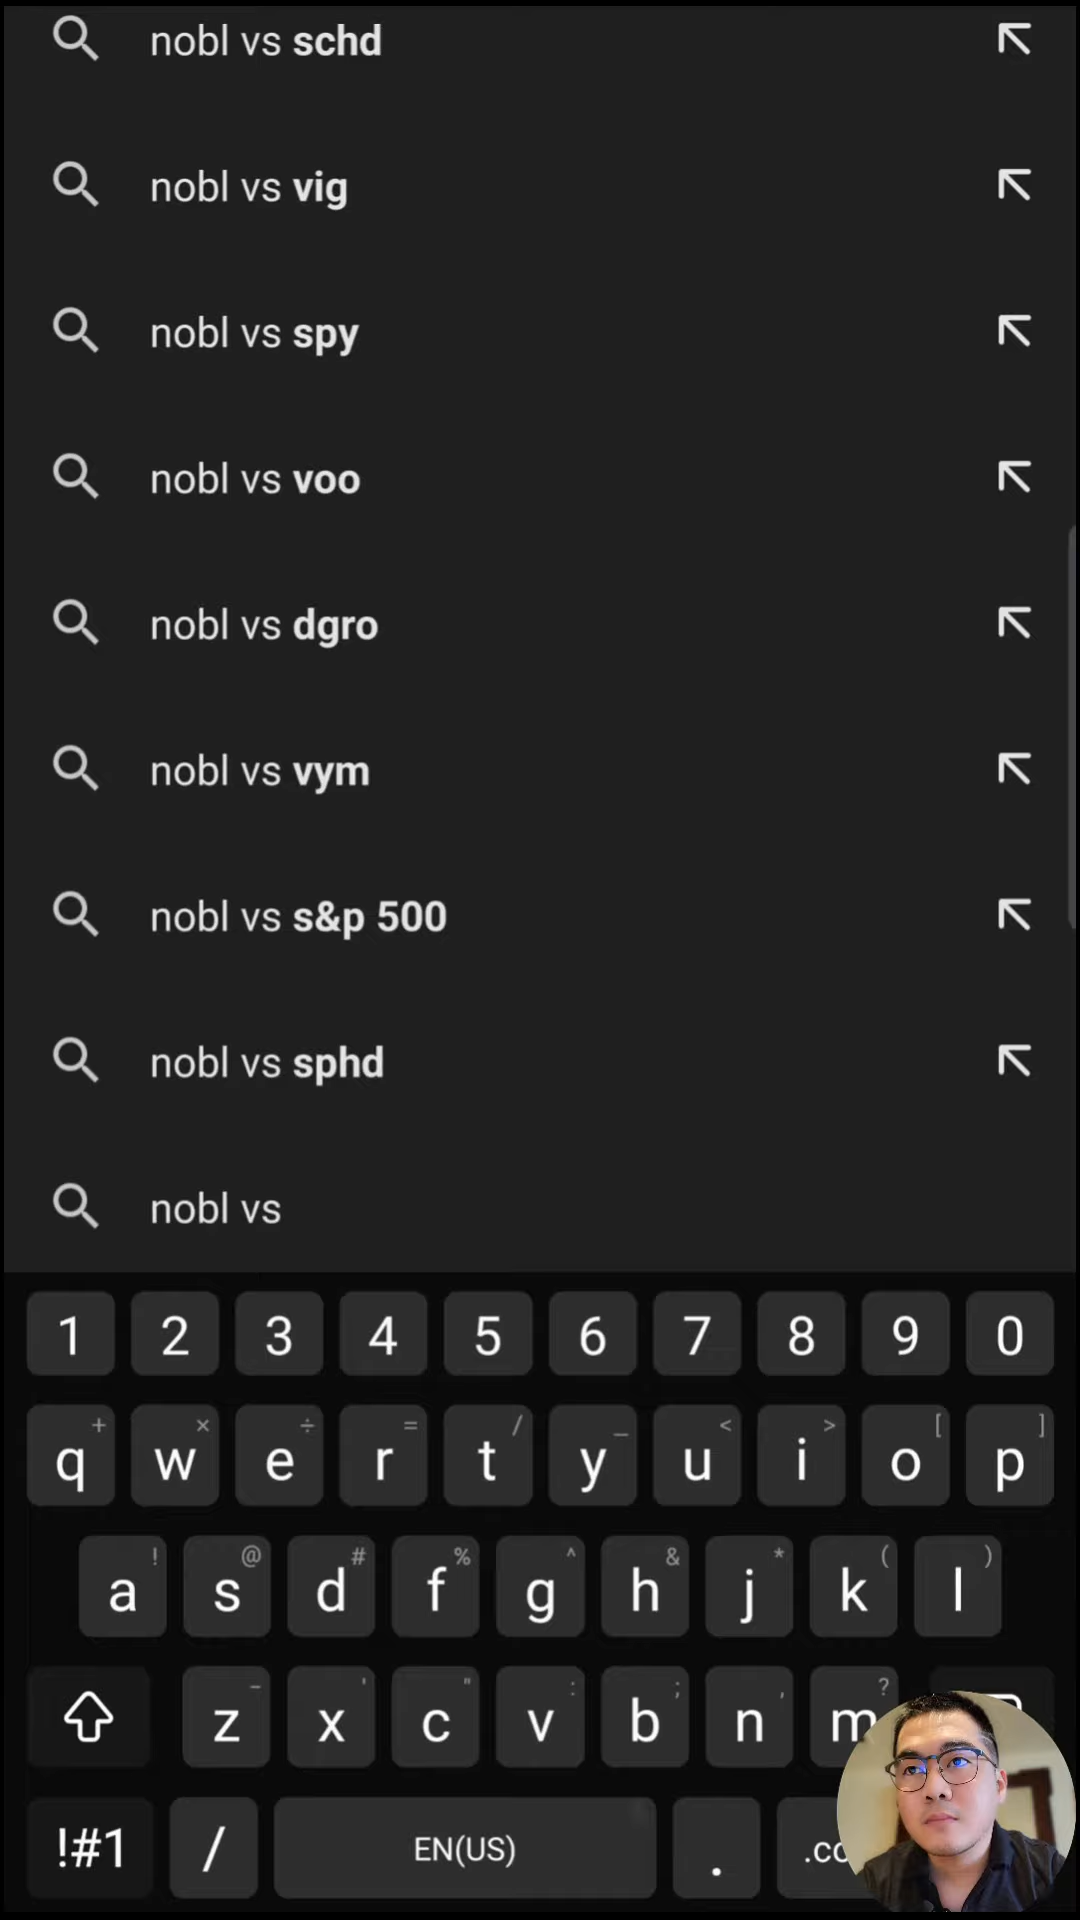 nobl vs schd
nobl vs vig
nobl vs spy
nobl vs voo
nobl vs dgro
nobl vs vym
nobl vs s&p 500
nobl vs sphd
nobl vs
1 2 3 4 5 6 7 8 9 0
+ × ÷ = / _ < > [ ]
q w e r t y u i o p
! @ # % ^ & * ( )
a s d f g h j k l
- ' " : ; , ?
z x c v b n m
!#1 / EN(US) .